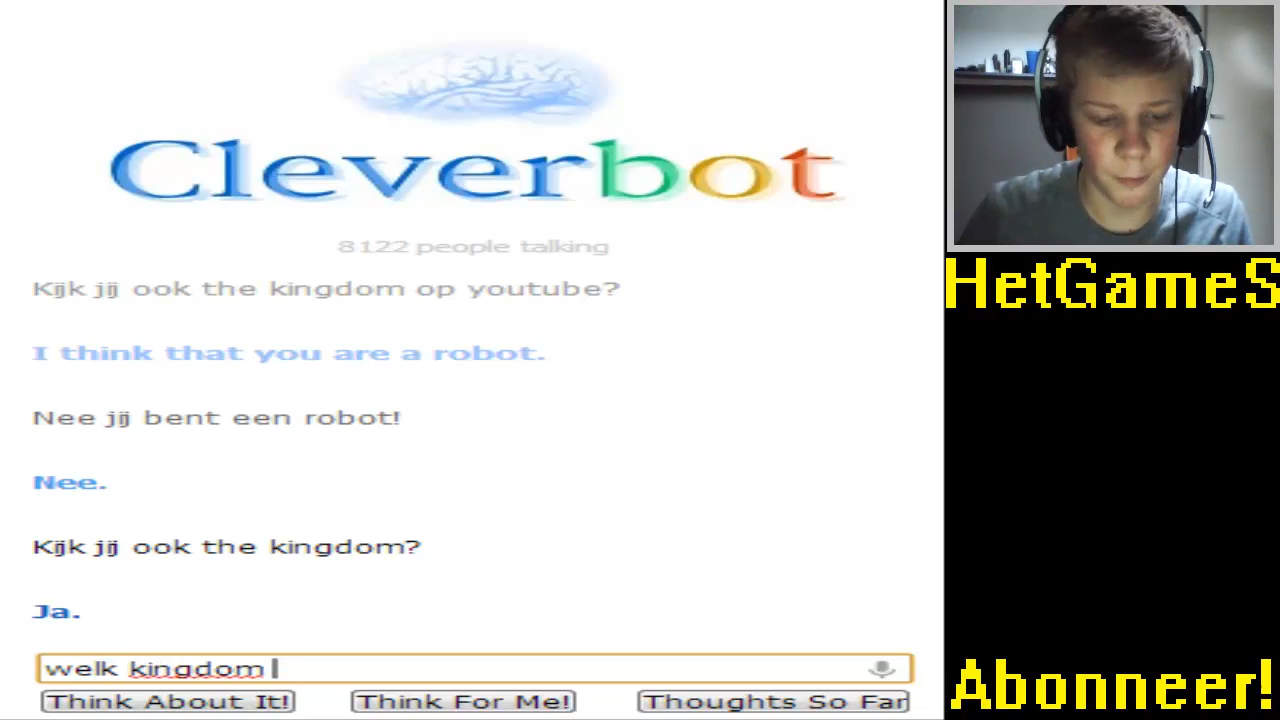 Cleverbot
8122 people talking
Kijk jij ook the kingdom op youtube?
I think that you are a robot.
Nee jij bent een robot!
Nee.
Kijk jij ook the kingdom?
Ja.
welk kingdom
Think About It!
Think For Me!
Thoughts So Far
HetGameS
Abonneer!